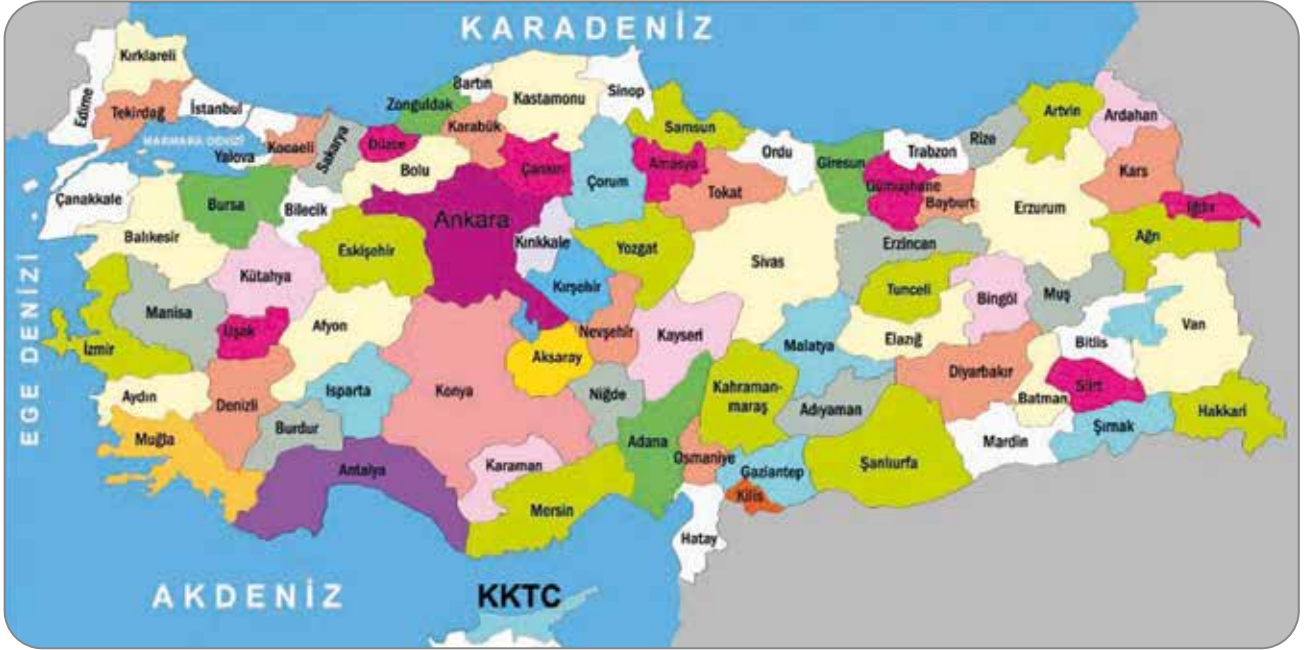 KARADENİZ
Kırklareli
Edirne
Tekirdağ
İstanbul
MARMARA DENİZİ
Yalova
Kocaeli
Sakarya
Düzce
Zonguldak
Bartın
Karabük
Kastamonu
Sinop
Bolu
Çankırı
Çorum
Samsun
Amasya
Tokat
Ordu
Giresun
Gümüşhane
Trabzon
Bayburt
Rize
Artvin
Ardahan
Kars
Iğdır
Ağrı
Erzurum
Erzincan
Çanakkale
Balıkesir
Bursa
Bilecik
Eskişehir
Ankara
Kırıkkale
Kırşehir
Yozgat
Sivas
Tunceli
Bingöl
Muş
Bitlis
Van
EGE DENİZİ
İzmir
Manisa
Kütahya
Uşak
Afyon
Konya
Aksaray
Nevşehir
Kayseri
Niğde
Malatya
Elazığ
Diyarbakır
Batman
Siirt
Şırnak
Hakkari
Aydın
Denizli
Isparta
Burdur
Muğla
Antalya
Karaman
Mersin
Adana
Kahraman-
maraş
Adıyaman
Osmaniye
Gaziantep
Kilis
Şanlıurfa
Mardin
Hatay
AKDENİZ
KKTC